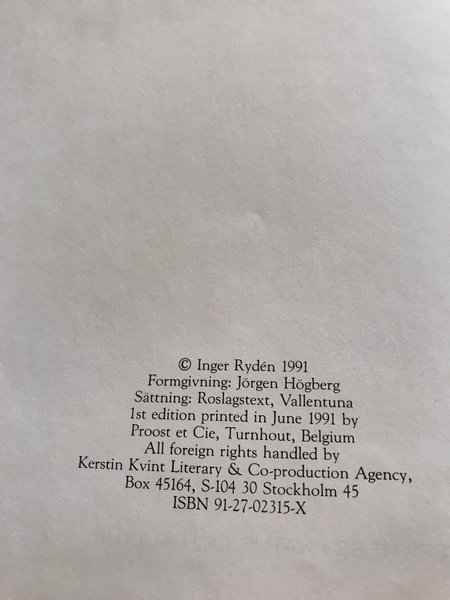 © Inger Rydén 1991
Formgivning: Jörgen Högberg
Sättning: Roslagstext, Vallentuna
1st edition printed in June 1991 by
Proost et Cie, Turnhout, Belgium
All foreign rights handled by
Kerstin Kvint Literary & Co-production Agency,
Box 45164, S-104 30 Stockholm 45
ISBN 91-27-02315-X